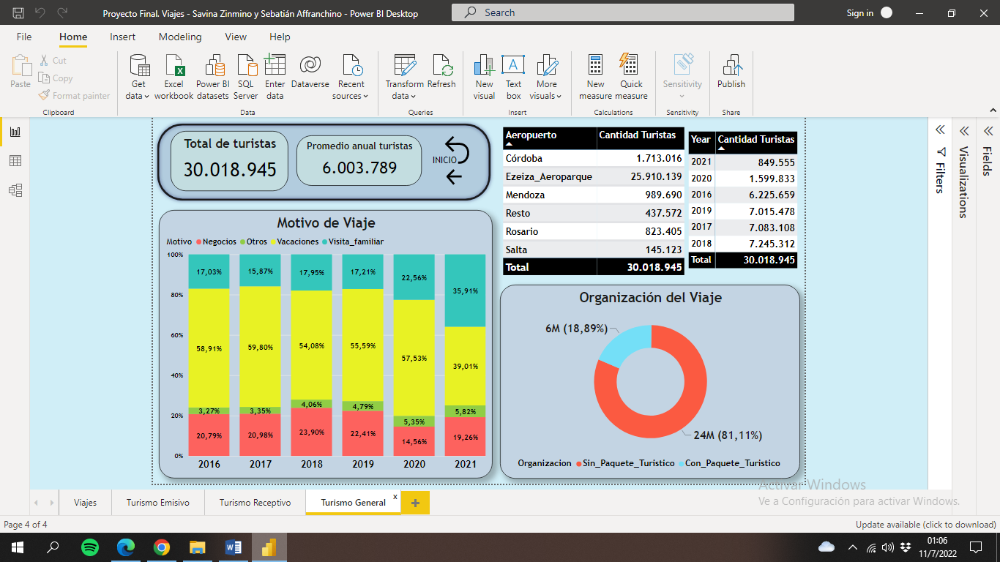 Proyecto Final. Viajes - Savina Zinmino y Sebatián Affranchino - Power BI Desktop
Search
Sign in
File Home Insert Modeling View Help
Paste
Cut
Copy
Format painter
Clipboard
Get data
Excel workbook
Power BI datasets
SQL Server
Enter data
Dataverse
Recent sources
Data
Transform data
Refresh
Queries
New visual
Text box
More visuals
Insert
New measure
Quick measure
Calculations
Sensitivity
Sensitivity
Publish
Share
Total de turistas
30.018.945
Promedio anual turistas
6.003.789
INICIO
Aeropuerto Cantidad Turistas
Córdoba 1.713.016
Ezeiza_Aeroparque 25.910.139
Mendoza 989.690
Resto 437.572
Rosario 823.405
Salta 145.123
Total 30.018.945
Year Cantidad Turistas
2021 849.555
2020 1.599.833
2016 6.225.659
2019 7.015.478
2017 7.083.108
2018 7.245.312
Total 30.018.945
Filters
Visualizations
Fields
Motivo de Viaje
Motivo Negocios Otros Vacaciones Visita_familiar
100%
80%
60%
40%
20%
0%
17,03% 15,87% 17,95% 17,21% 22,56% 35,91%
58,91% 59,80% 54,08% 55,59% 57,53% 39,01%
3,27% 3,35% 4,06% 4,79% 5,35% 5,82%
20,79% 20,98% 23,90% 22,41% 14,56% 19,26%
2016 2017 2018 2019 2020 2021
Organización del Viaje
6M (18,89%)
24M (81,11%)
Organizacion Sin_Paquete_Turistico Con_Paquete_Turistico
Activar Windows
Ve a Configuración para activar Windows.
Viajes Turismo Emisivo Turismo Receptivo Turismo General x +
Page 4 of 4
Update available (click to download)
01:06
11/7/2022